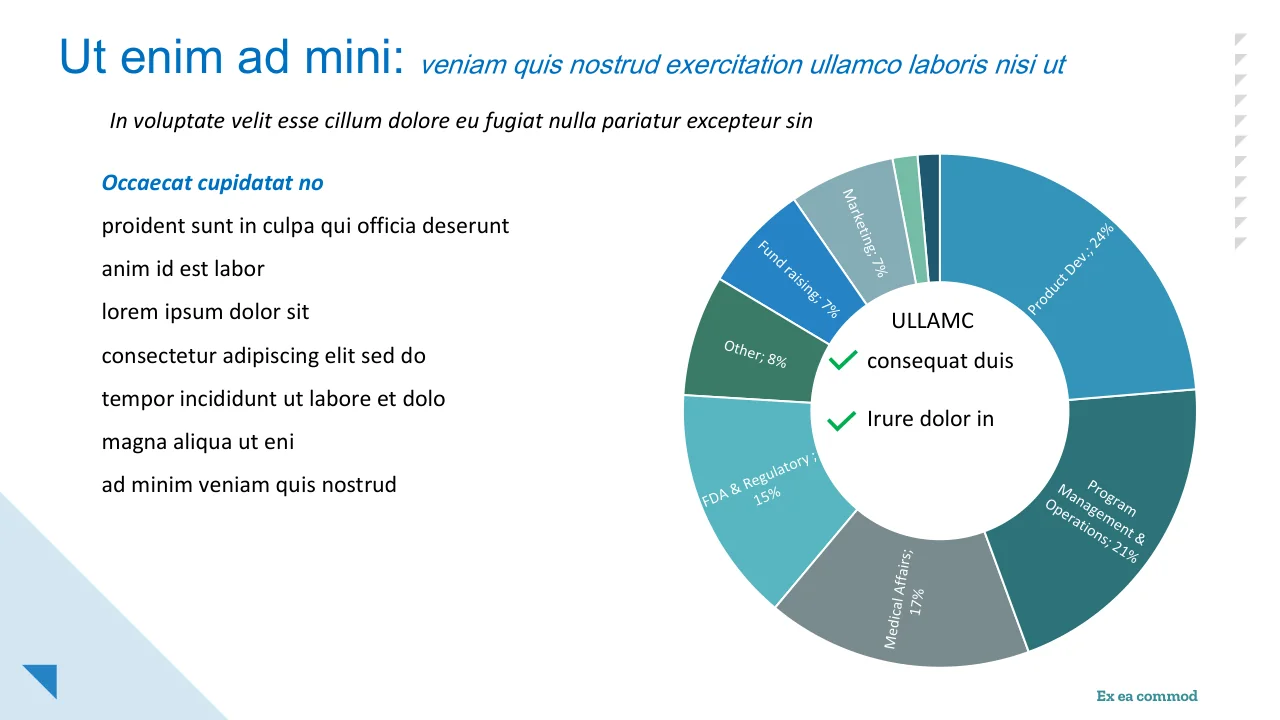 Ut enim ad mini: veniam quis nostrud exercitation ullamco laboris nisi ut
In voluptate velit esse cillum dolore eu fugiat nulla pariatur excepteur sin
Occaecat cupidatat no
proident sunt in culpa qui officia deserunt
anim id est labor
lorem ipsum dolor sit
consectetur adipiscing elit sed do
tempor incididunt ut labore et dolo
magna aliqua ut eni
ad minim veniam quis nostrud
Product Dev.; 24%
Program
Management &
Operations; 21%
Medical Affairs;
17%
FDA & Regulatory ;
15%
Other; 8%
Fund raising; 7%
Marketing; 7%
ULLAMC
consequat duis
Irure dolor in
Ex ea commod